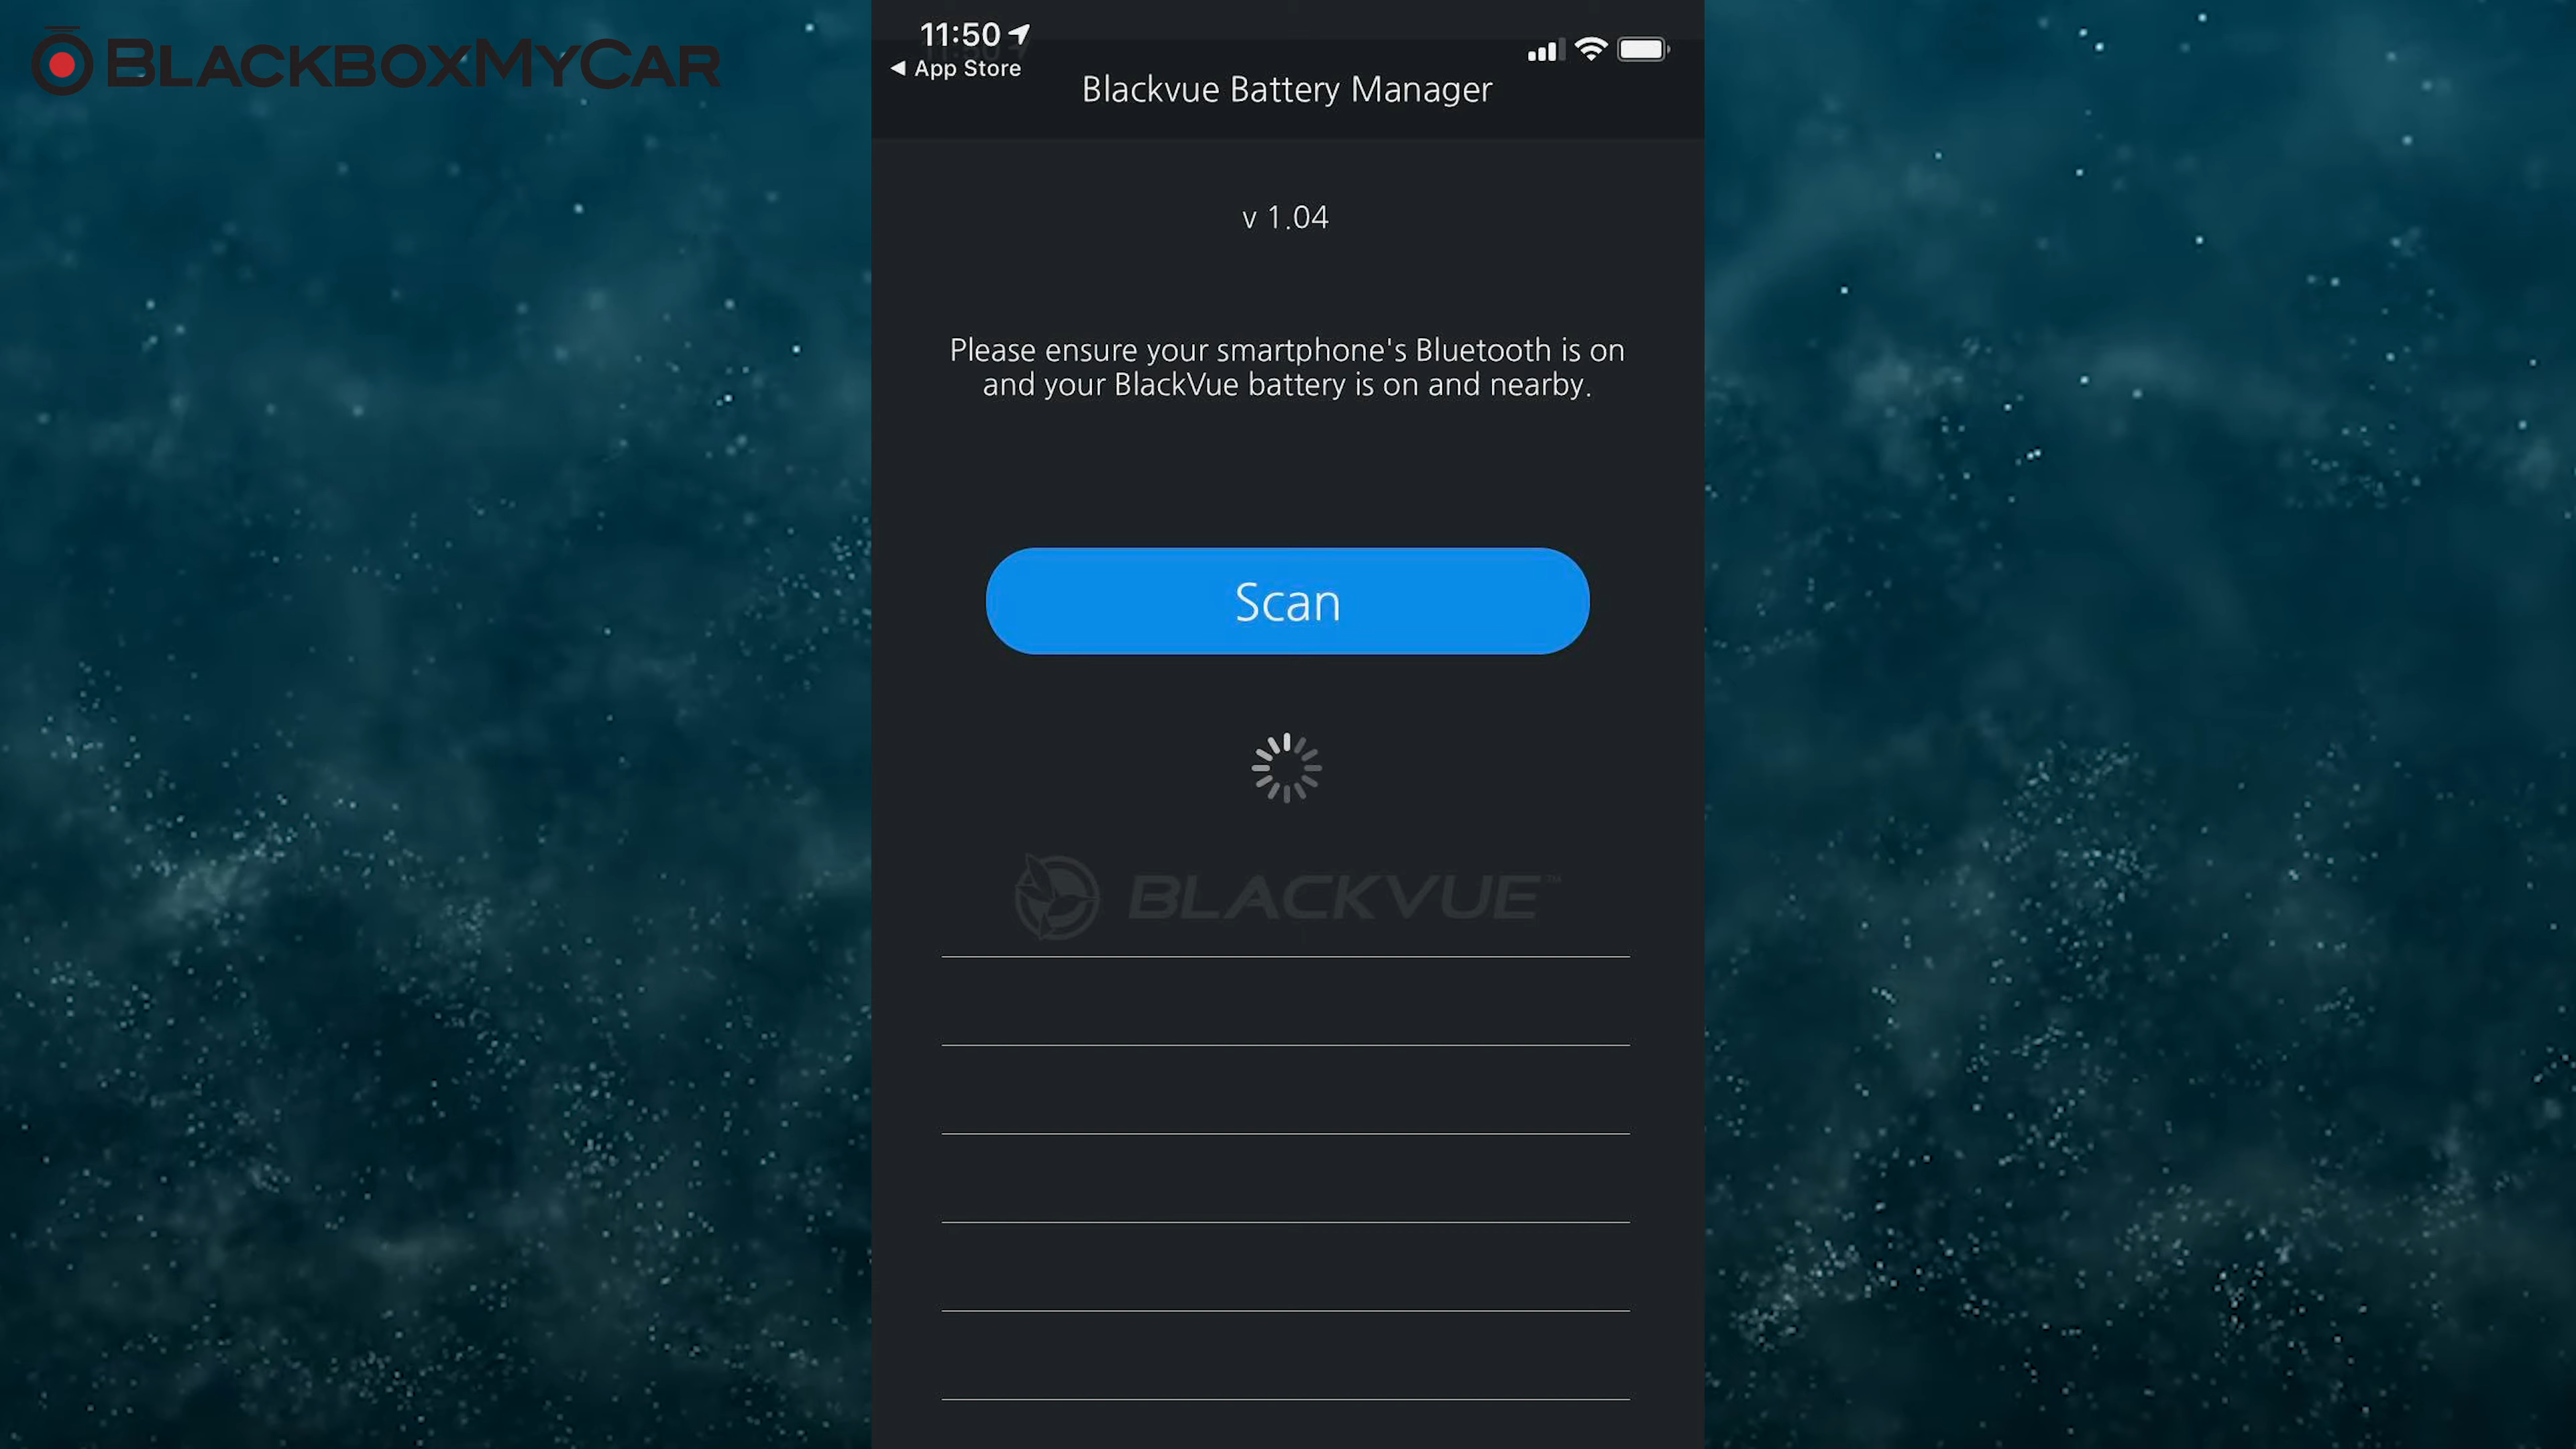 BLACKBOXMYCAR
11:50
App Store
Blackvue Battery Manager
v 1.04
Please ensure your smartphone's Bluetooth is on
and your BlackVue battery is on and nearby.
Scan
BLACKVUE™